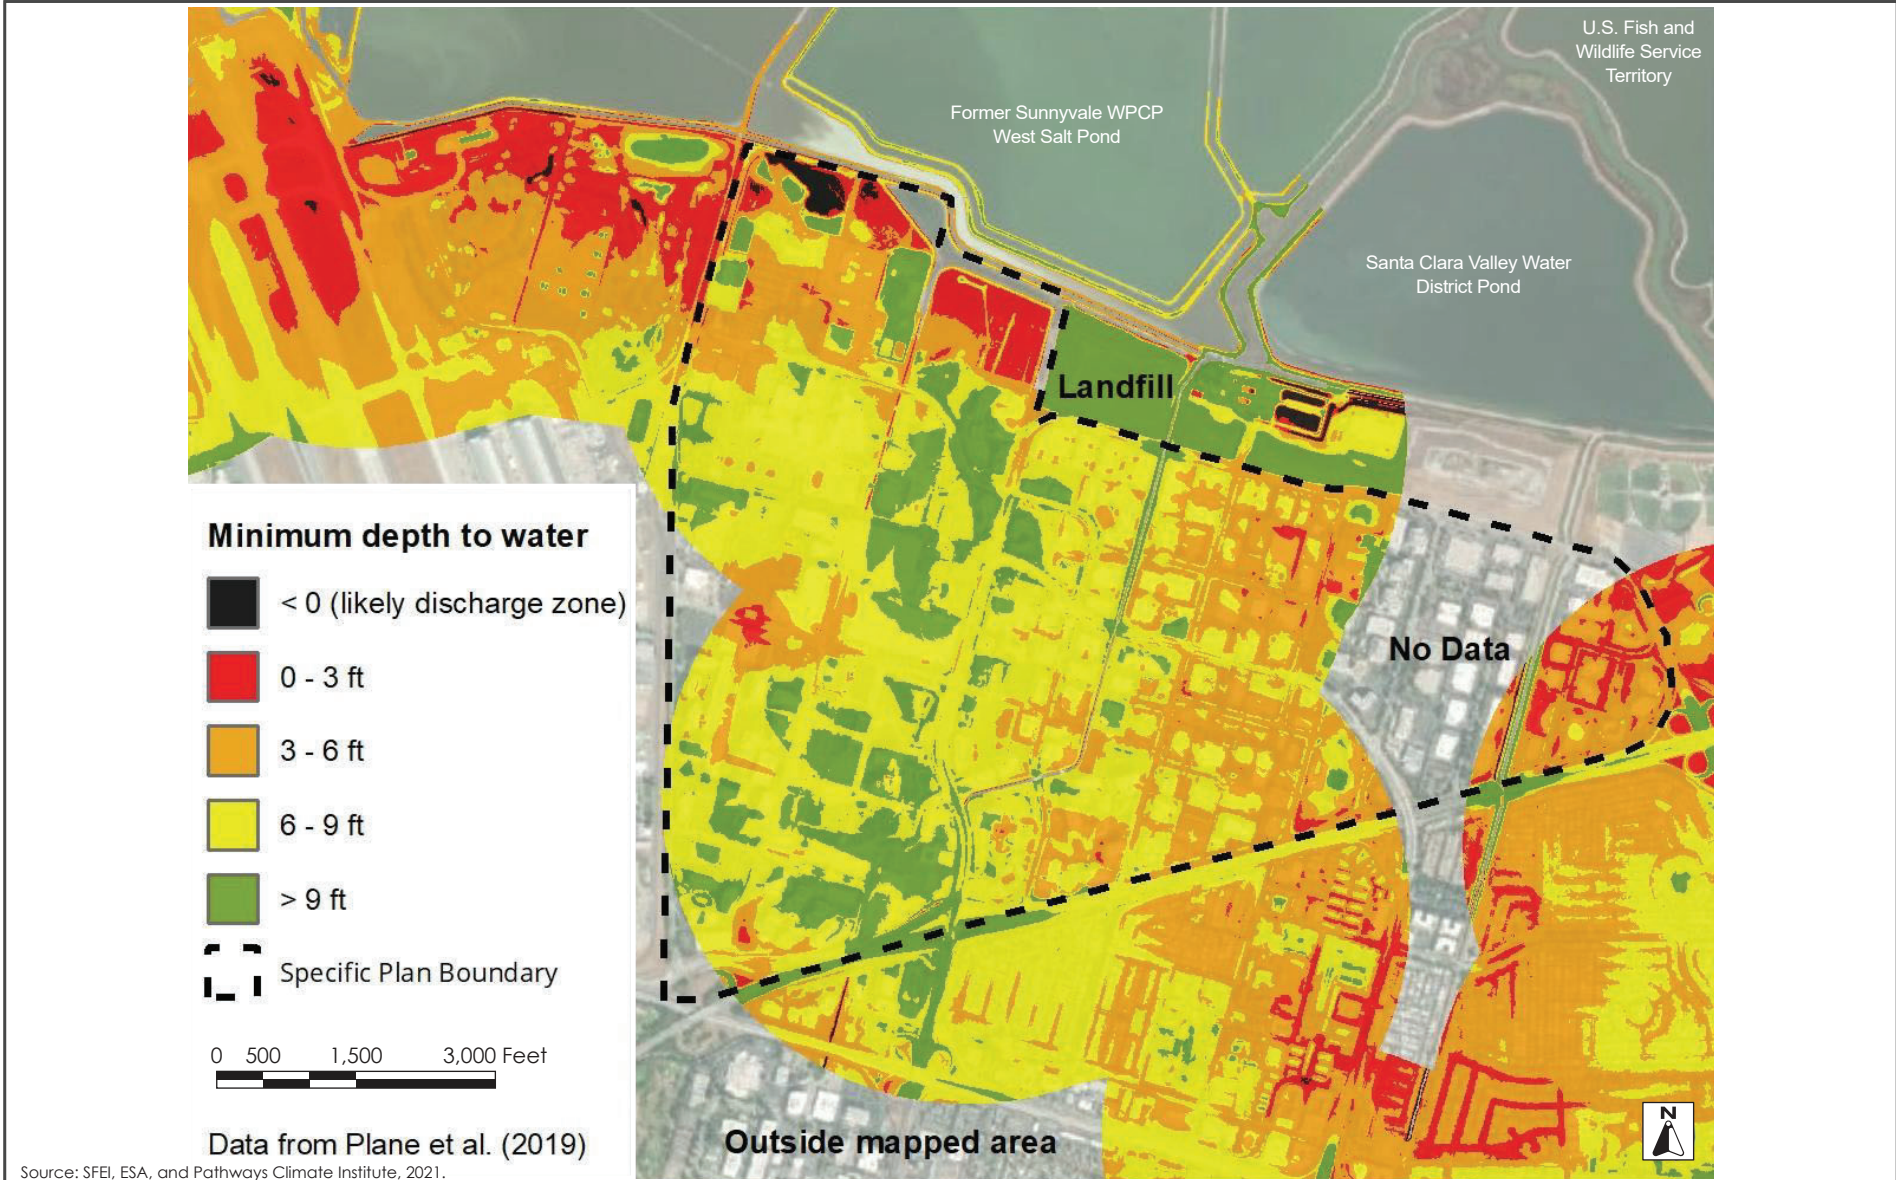 U.S. Fish and
Wildlife Service
Territory
Former Sunnyvale WPCP
West Salt Pond
Santa Clara Valley Water
District Pond
Landfill
No Data
Minimum depth to water
< 0 (likely discharge zone)
0 - 3 ft
3 - 6 ft
6 - 9 ft
> 9 ft
Specific Plan Boundary
0 500 1,500 3,000 Feet
Data from Plane et al. (2019)
Outside mapped area
N
Source: SFEI, ESA, and Pathways Climate Institute, 2021.